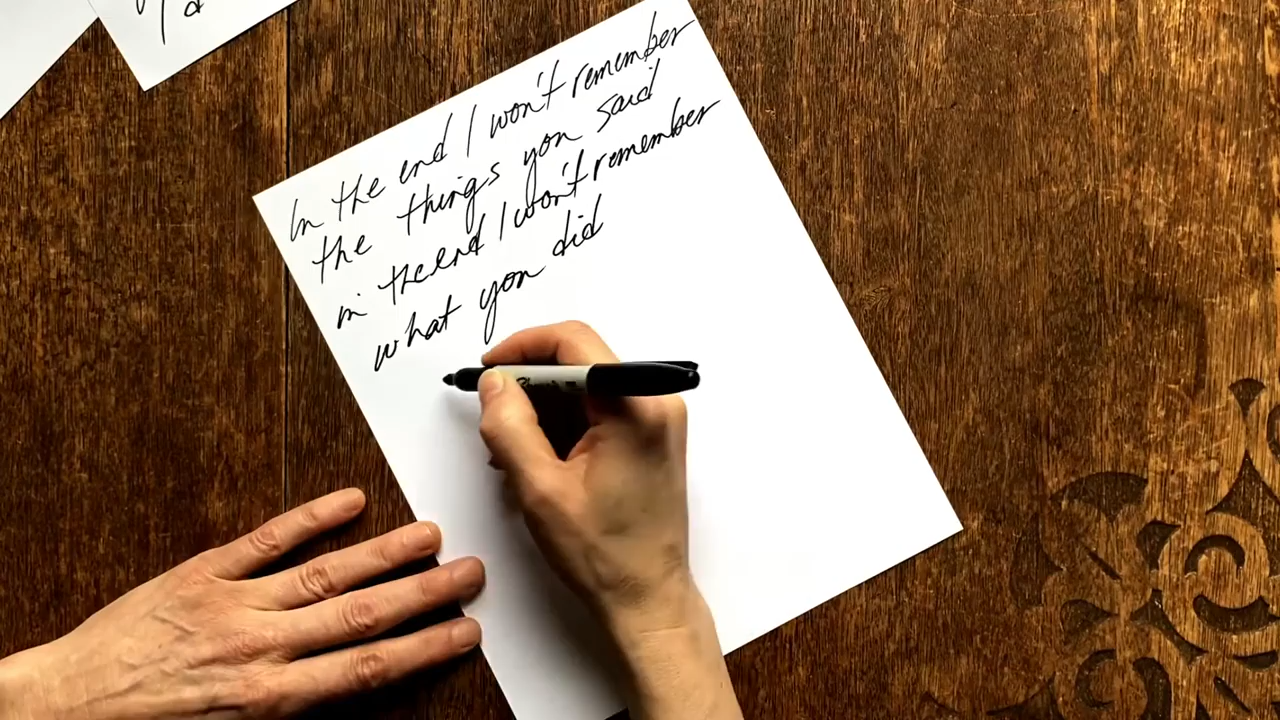 In the end I won't remember
the things you said
in the end I won't remember
what you did